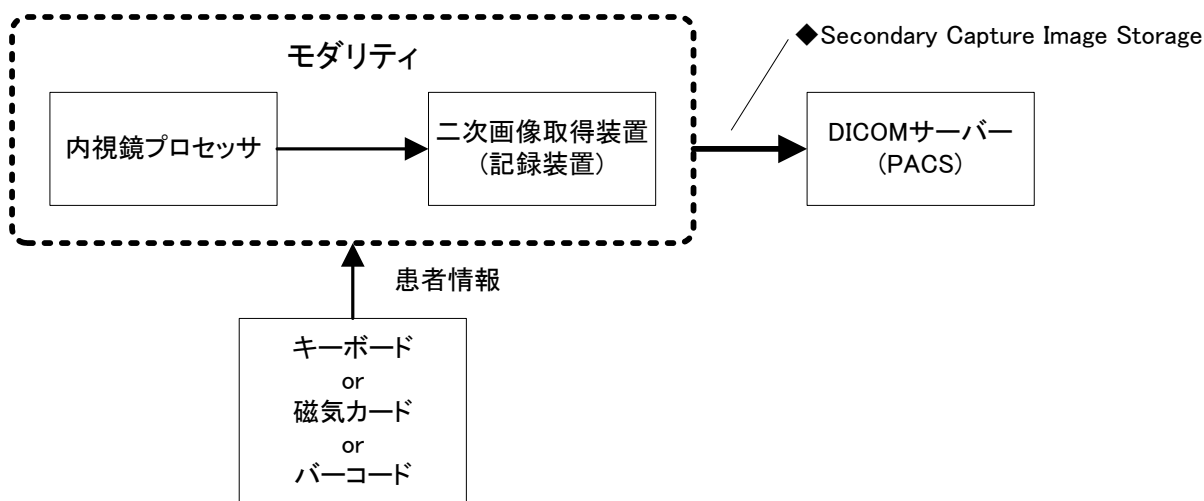 ◆Secondary Capture Image Storage
モダリティ
内視鏡プロセッサ
二次画像取得装置
(記録装置)
DICOMサーバー
(PACS)
患者情報
キーボード
or
磁気カード
or
バーコード